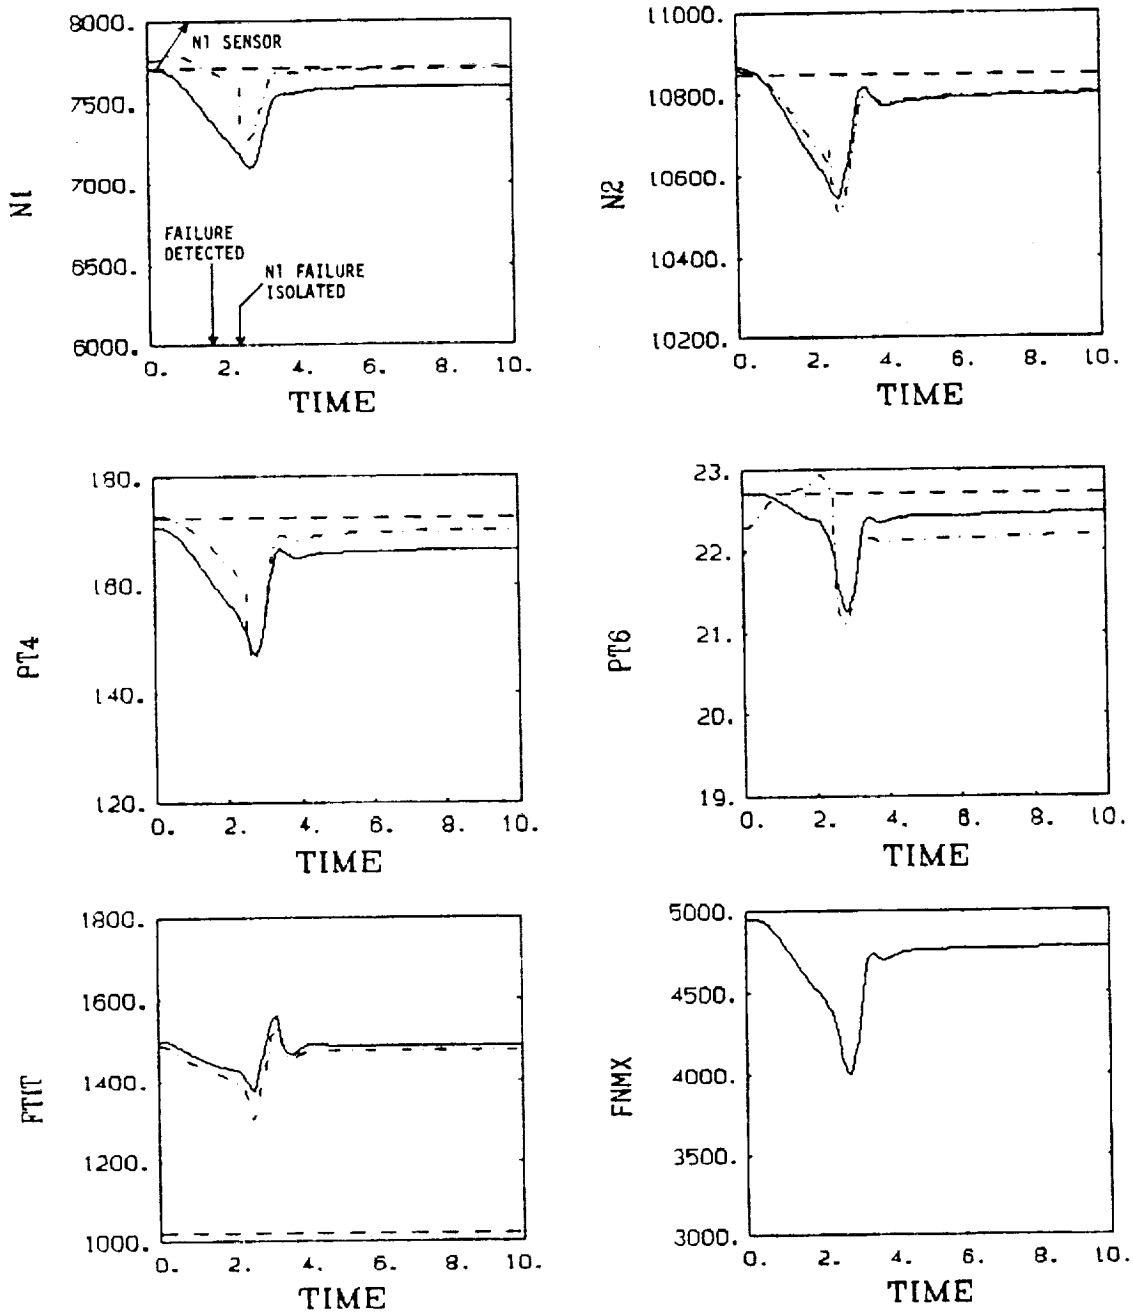 8000.
N1 SENSOR
7500.
7000.
6500.
6000.
N1
FAILURE
DETECTED
N1 FAILURE
ISOLATED
0. 2. 4. 6. 8. 10.
TIME
11000.
10800.
10600.
10400.
10200.
N2
0. 2. 4. 6. 8. 10.
TIME
180.
160.
140.
120.
PT4
0. 2. 4. 6. 8. 10.
TIME
23.
22.
21.
20.
19.
PT6
0. 2. 4. 6. 8. 10.
TIME
1800.
1600.
1400.
1200.
1000.
FTIT
0. 2. 4. 6. 8. 10.
TIME
5000.
4500.
4000.
3500.
3000.
FNMX
0. 2. 4. 6. 8. 10.
TIME